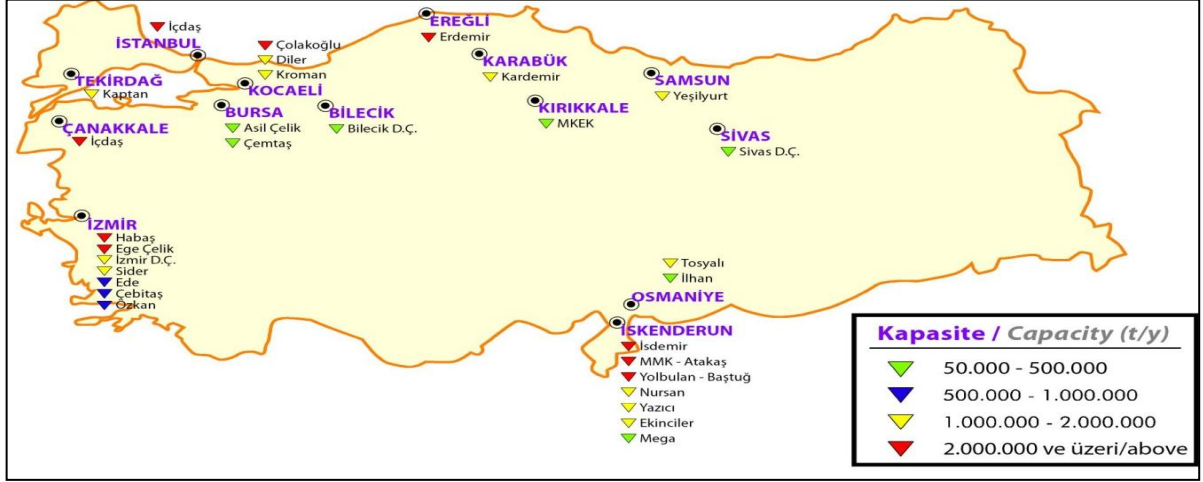 İçdaş
İSTANBUL
TEKİRDAĞ
Kaptan
Çolakoğlu
Diler
Kroman
KOCAELİ
EREĞLİ
Erdemir
KARABÜK
Kardemir
SAMSUN
Yeşilyurt
ÇANAKKALE
İçdaş
BURSA
Asil Çelik
Çemtaş
BİLECİK
Bilecik D.Ç.
KIRIKKALE
MKEK
SİVAS
Sivas D.Ç.
İZMİR
Habaş
Ege Çelik
İzmir D.Ç.
Sider
Ede
Çebitaş
Özkan
Tosyalı
İlhan
OSMANİYE
İSKENDERUN
İsdemir
MMK - Atakaş
Yolbulan - Baştuğ
Nursan
Yazıcı
Ekinciler
Mega
Kapasite / Capacity (t/y)
50.000 - 500.000
500.000 - 1.000.000
1.000.000 - 2.000.000
2.000.000 ve üzeri/above